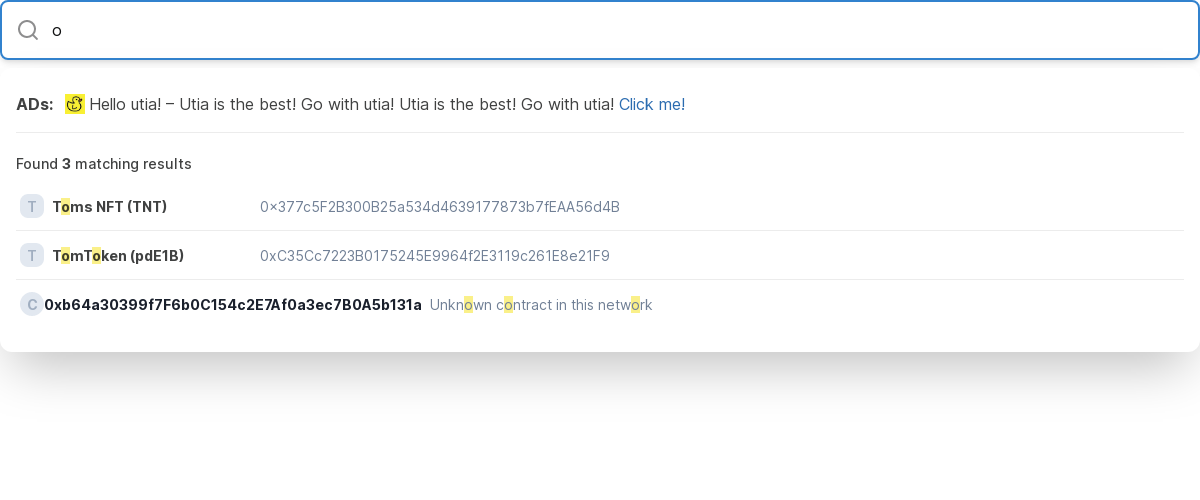 o
ADs: Hello utia! – Utia is the best! Go with utia! Utia is the best! Go with utia! Click me!
Found 3 matching results
T Toms NFT (TNT) 0×377c5F2B300B25a534d4639177873b7fEAA56d4B
T TomToken (pdE1B) 0xC35Cc7223B0175245E9964f2E3119c261E8e21F9
C 0xb64a30399f7F6b0C154c2E7Af0a3ec7B0A5b131a Unknown contract in this network